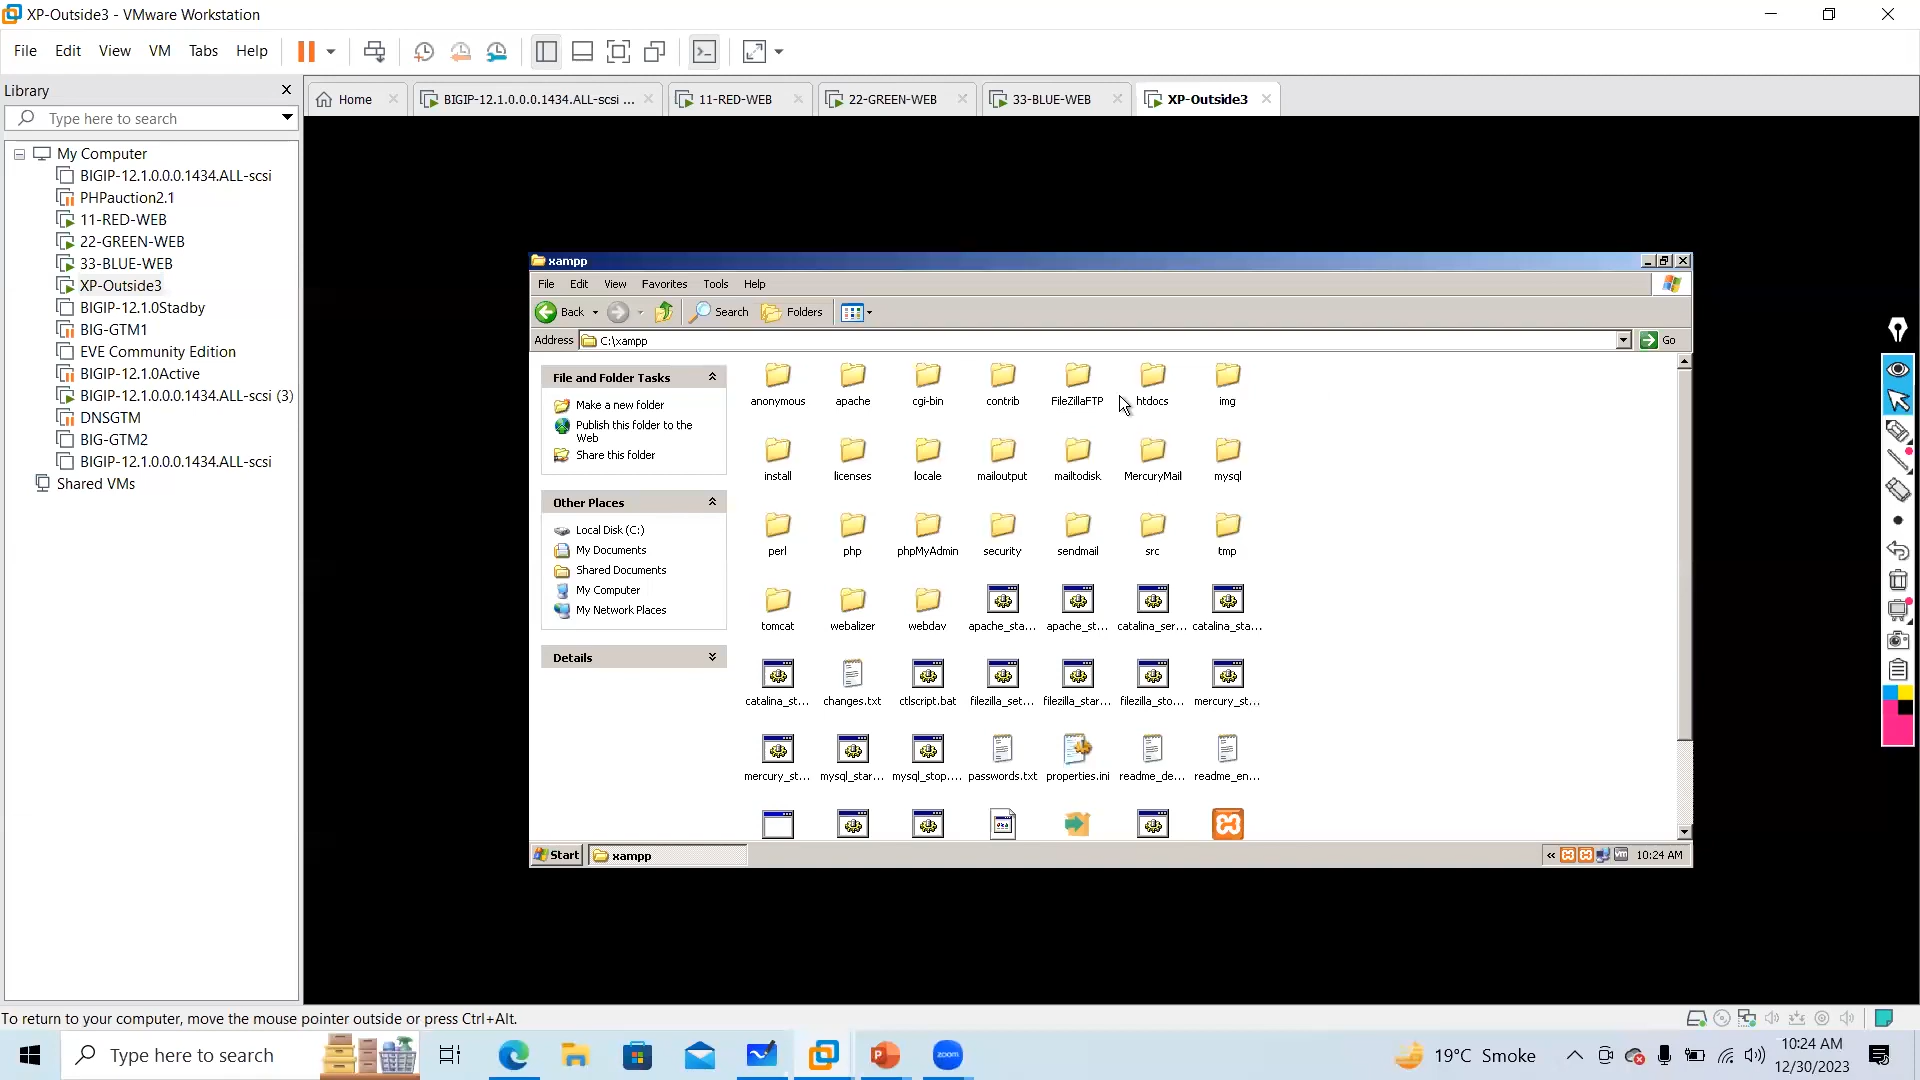 XP-Outside3 - VMware Workstation
File Edit View VM Tabs Help
Library
Type here to search
My Computer
BIGIP-12.1.0.0.0.1434.ALL-scsi
PHPauction2.1
11-RED-WEB
22-GREEN-WEB
33-BLUE-WEB
XP-Outside3
BIGIP-12.1.0Stadby
BIG-GTM1
EVE Community Edition
BIGIP-12.1.0Active
BIGIP-12.1.0.0.0.1434.ALL-scsi (3)
DNSGTM
BIG-GTM2
BIGIP-12.1.0.0.0.1434.ALL-scsi
Shared VMs
Home BIGIP-12.1.0.0.0.1434.ALL-scsi ... 11-RED-WEB 22-GREEN-WEB 33-BLUE-WEB XP-Outside3
xampp
File Edit View Favorites Tools Help
Back Search Folders
Address C:\xampp Go
File and Folder Tasks
Make a new folder
Publish this folder to the
Web
Share this folder
Other Places
Local Disk (C:)
My Documents
Shared Documents
My Computer
My Network Places
Details
anonymous apache cgi-bin contrib FileZillaFTP htdocs img
install licenses locale mailoutput mailtodisk MercuryMail mysql
perl php phpMyAdmin security sendmail src tmp
tomcat webalizer webdav apache_sta... apache_st... catalina_ser... catalina_sta...
catalina_st... changes.txt ctlscript.bat filezilla_set... filezilla_star... filezilla_sto... mercury_st...
mercury_st... mysql_star... mysql_stop.... passwords.txt properties.ini readme_de... readme_en...
Start xampp « vm 10:24 AM
To return to your computer, move the mouse pointer outside or press Ctrl+Alt.
Type here to search zoom 19°C Smoke 10:24 AM
12/30/2023